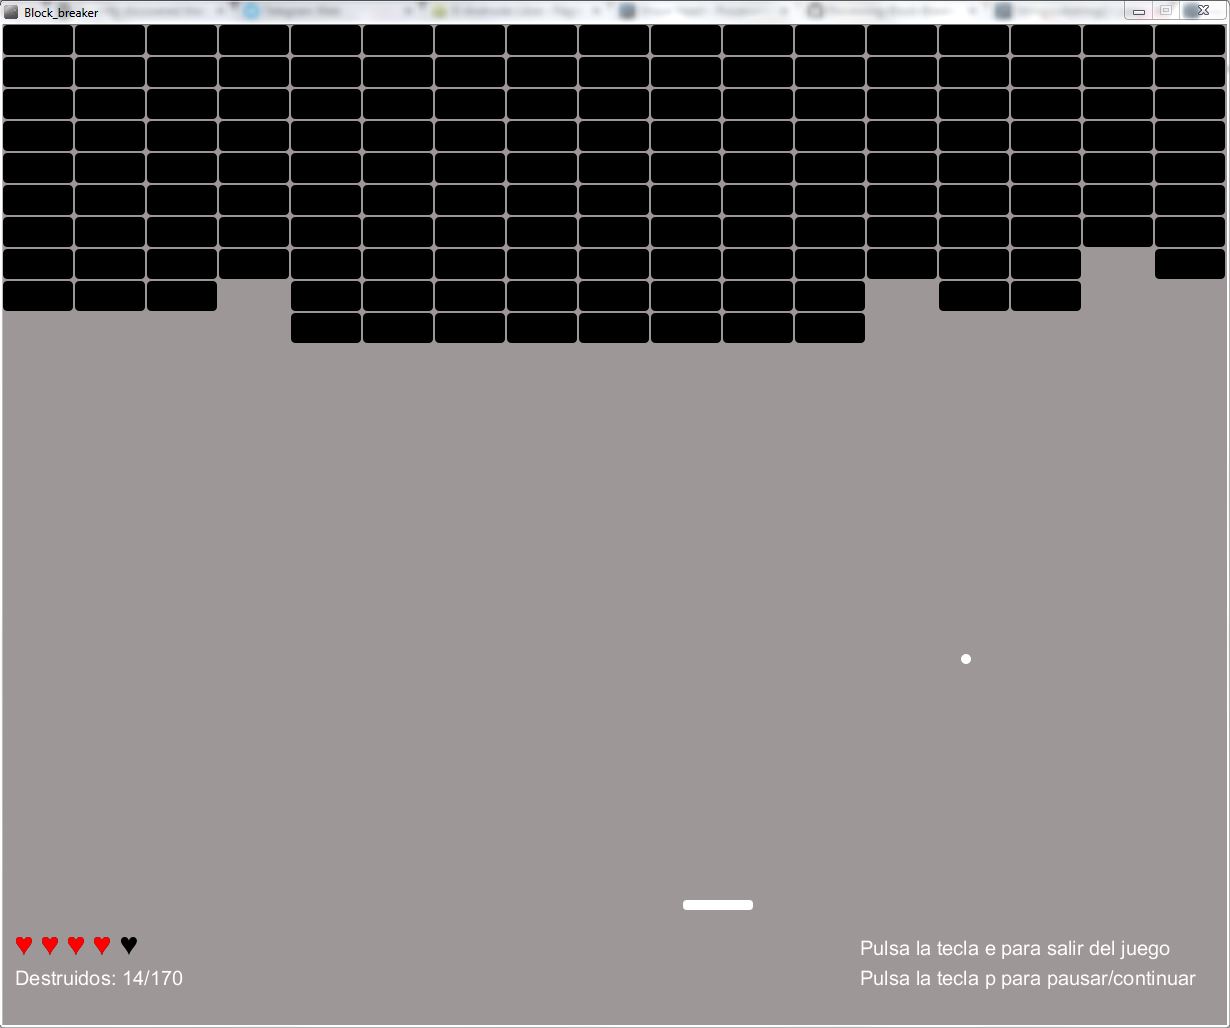 Block_breaker
♥ ♥ ♥ ♥ ♥
Destruidos: 14/170
Pulsa la tecla e para salir del juego
Pulsa la tecla p para pausar/continuar